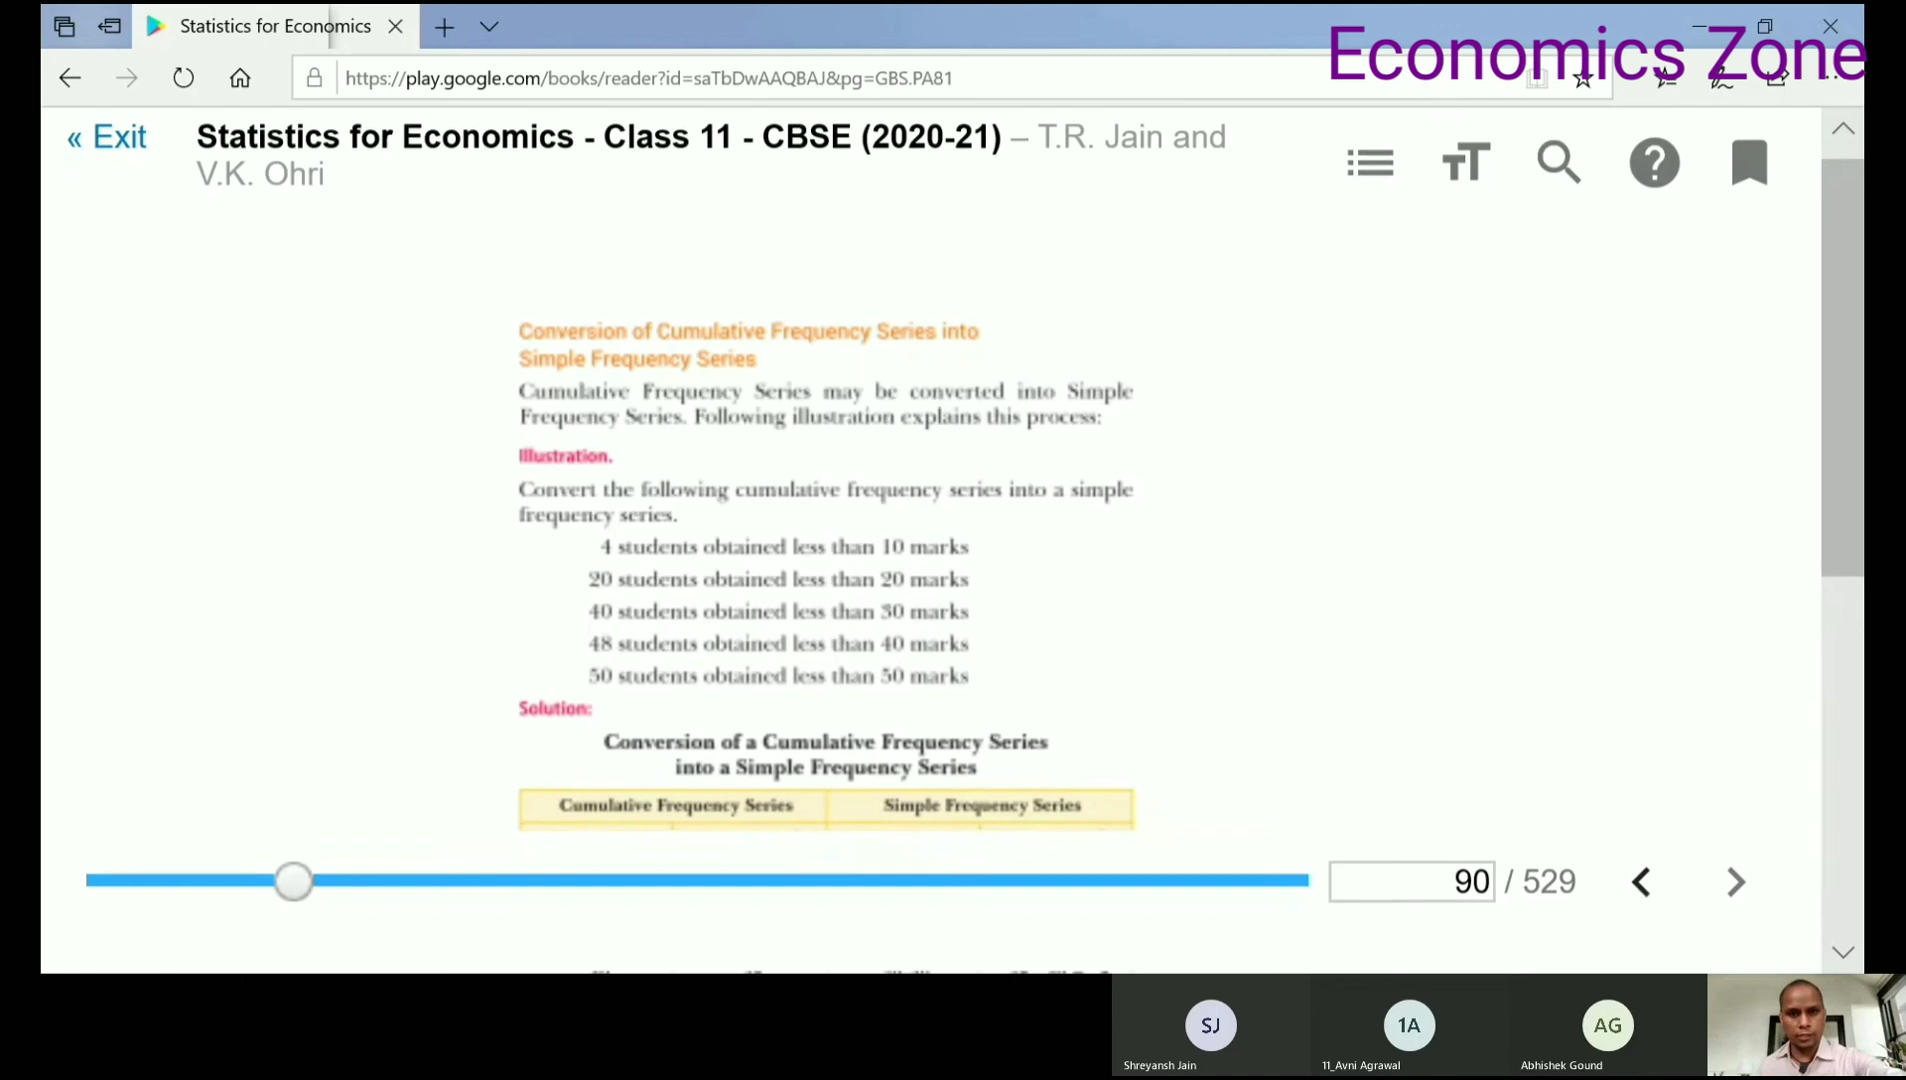 Statistics for Economics
Economics Zone
https://play.google.com/books/reader?id=saTbDwAAQBAJ&pg=GBS.PA81
« Exit
Statistics for Economics - Class 11 - CBSE (2020-21) – T.R. Jain and
V.K. Ohri
Conversion of Cumulative Frequency Series into
Simple Frequency Series
Cumulative Frequency Series may be converted into Simple
Frequency Series. Following illustration explains this process:
Illustration.
Convert the following cumulative frequency series into a simple
frequency series.
4 students obtained less than 10 marks
20 students obtained less than 20 marks
40 students obtained less than 30 marks
48 students obtained less than 40 marks
50 students obtained less than 50 marks
Solution:
Conversion of a Cumulative Frequency Series
into a Simple Frequency Series
Cumulative Frequency Series Simple Frequency Series
90 / 529
SJ 1A AG
Shreyansh Jain 11_Avni Agrawal Abhishek Gound